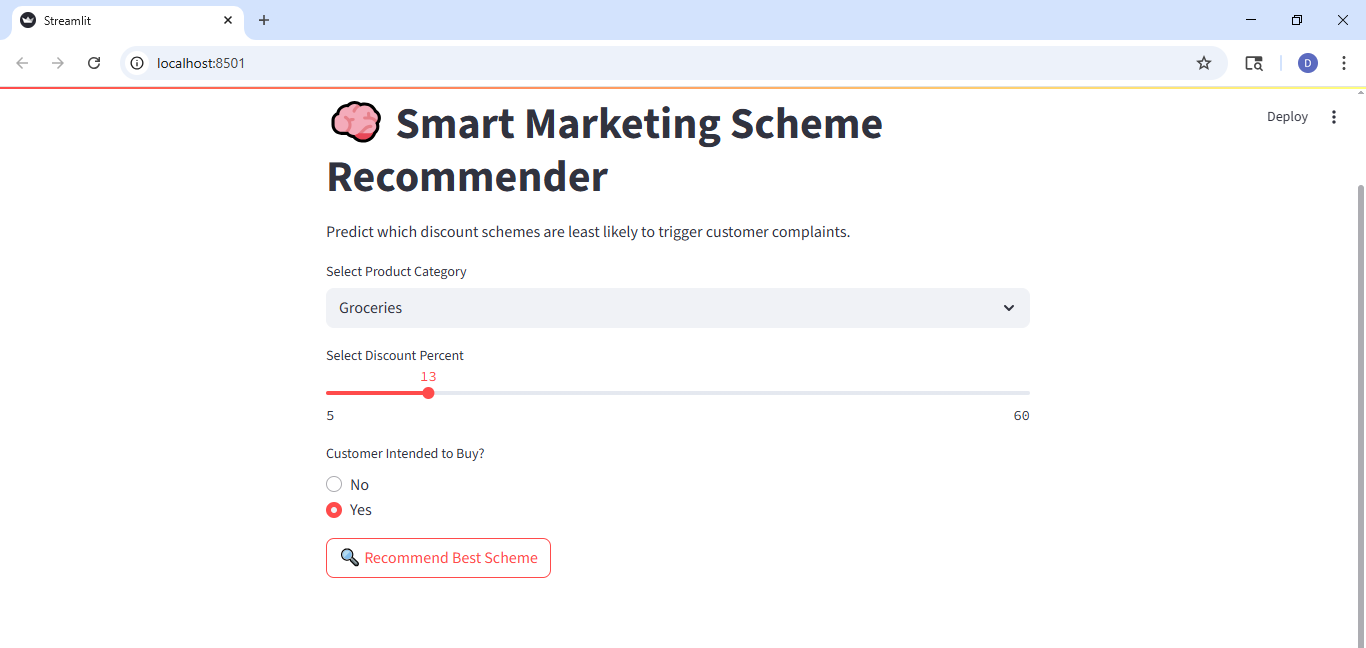 Streamlit
localhost:8501
D
Deploy
Smart Marketing Scheme
Recommender
Predict which discount schemes are least likely to trigger customer complaints.
Select Product Category
Groceries
Select Discount Percent
13
5 60
Customer Intended to Buy?
No
Yes
Recommend Best Scheme